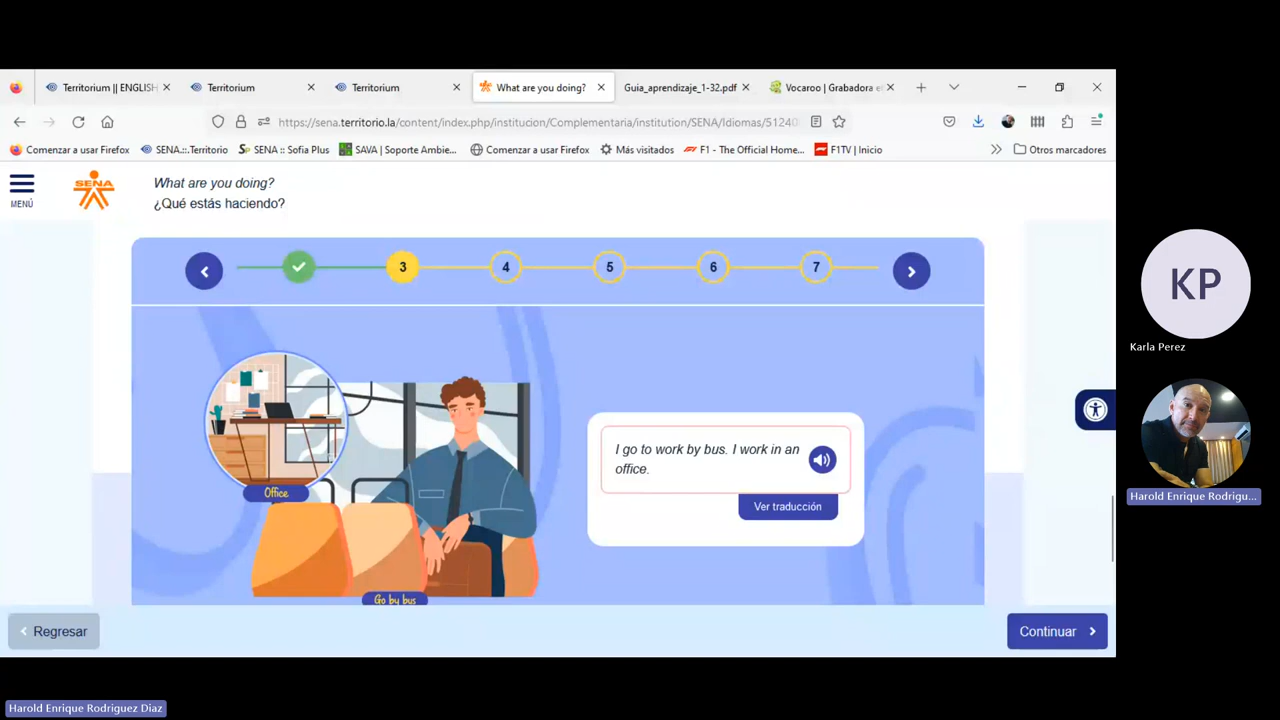 Territorium || ENGLISH
Territorium
Territorium
What are you doing?
Guia_aprendizaje_1-32.pdf
Vocaroo | Grabadora
https://sena.territorio.la/content/index.php/institucion/Complementaria/institution/SENA/Idiomas/51240
Comenzar a usar Firefox
SENA.::.Territorio
SENA :: Sofia Plus
SAVA | Soporte Ambie...
Comenzar a usar Firefox
Más visitados
F1 - The Official Home...
F1TV | Inicio
Otros marcadores
MENÚ
SENA
What are you doing?
¿Qué estás haciendo?
3
4
5
6
7
Office
Go by bus
I go to work by bus. I work in an
office.
Ver traducción
Regresar
Continuar
KP
Karla Perez
Harold Enrique Rodrigu...
Harold Enrique Rodriguez Diaz